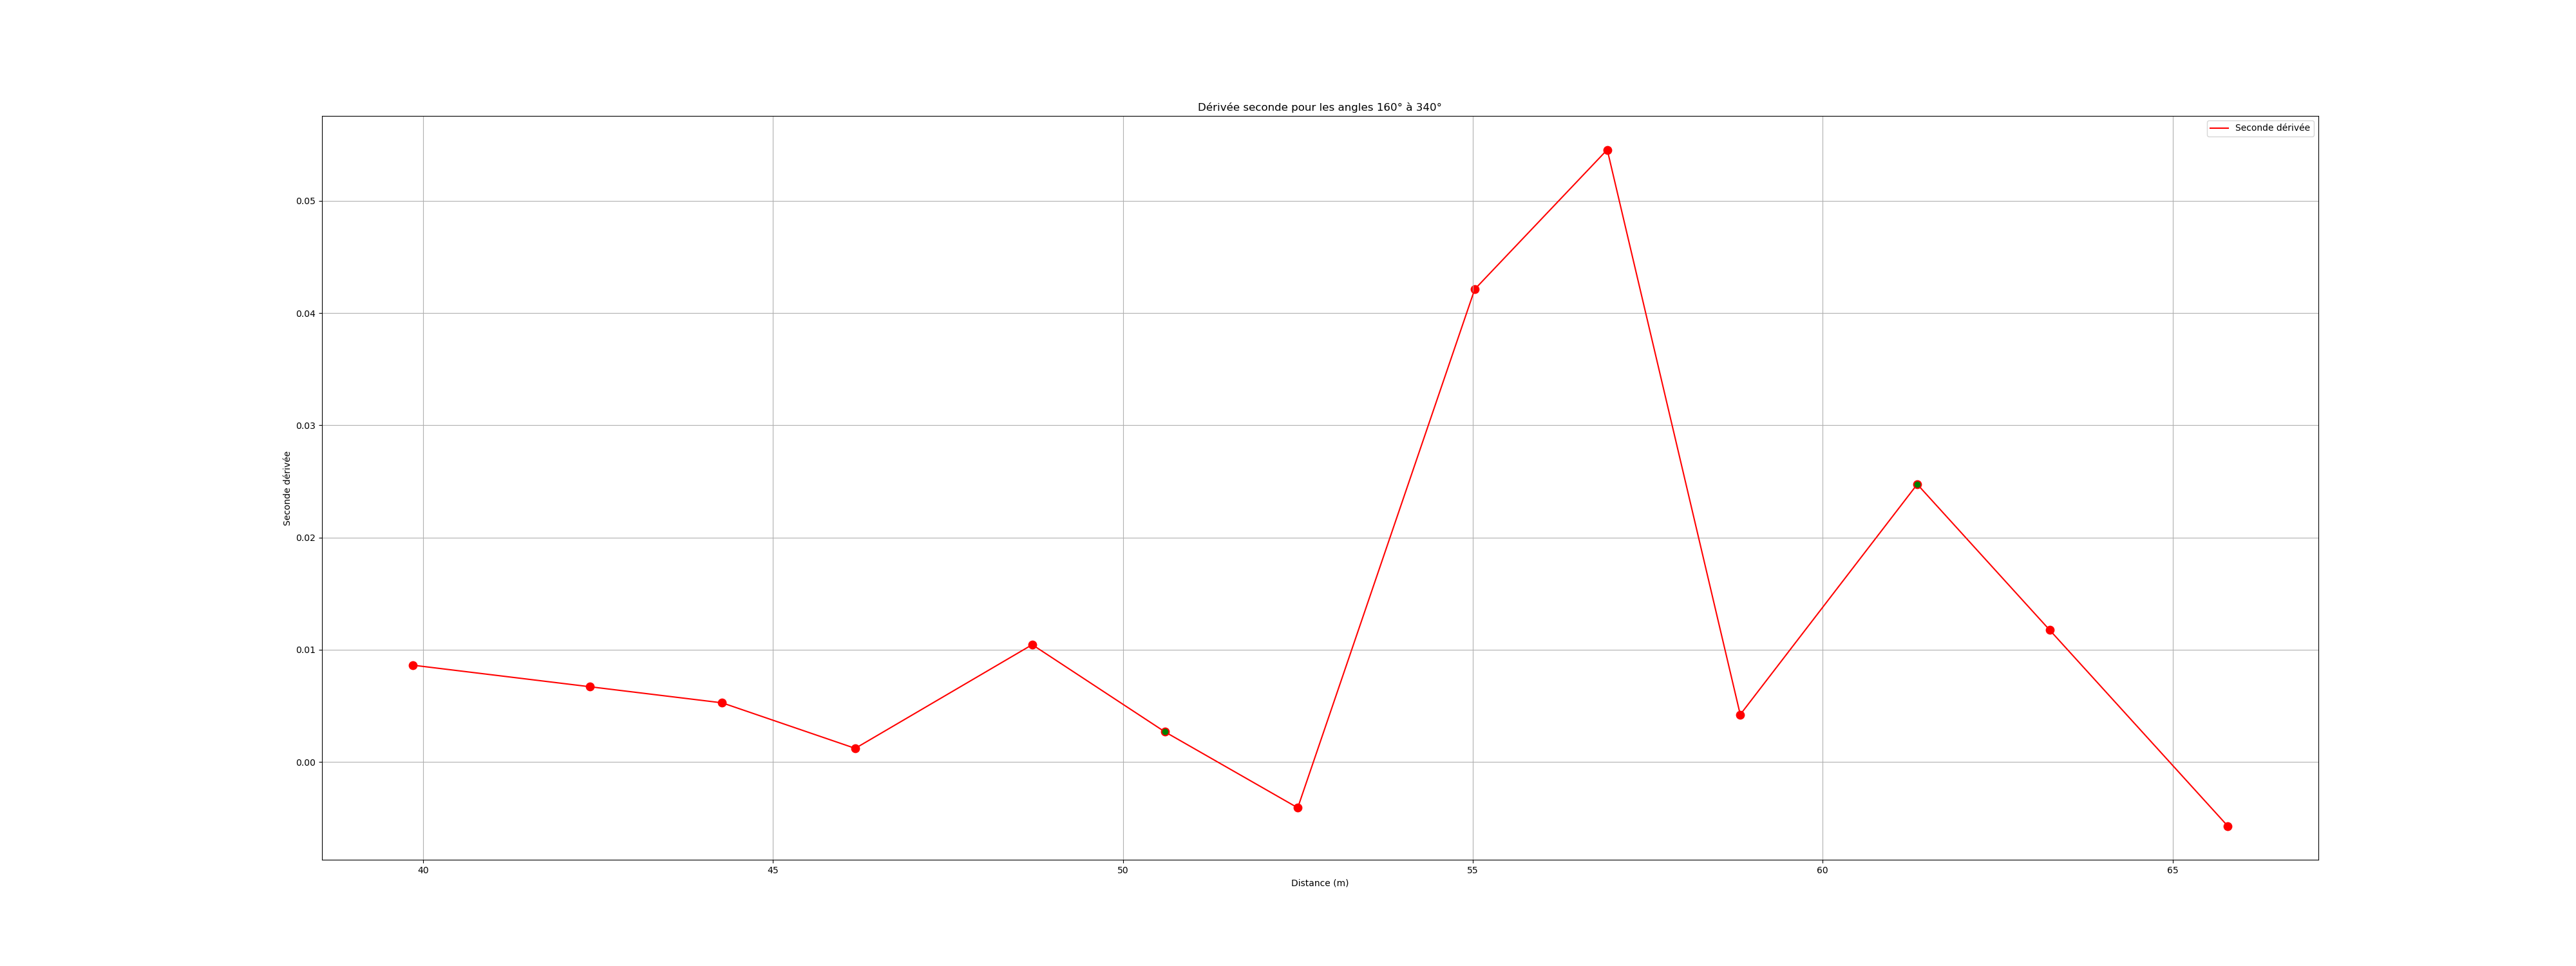 Dérivée seconde pour les angles 160° à 340°
Seconde dérivée
0.05
0.04
0.03
0.02
0.01
0.00
Seconde dérivée
40 45 50 55 60 65
Distance (m)